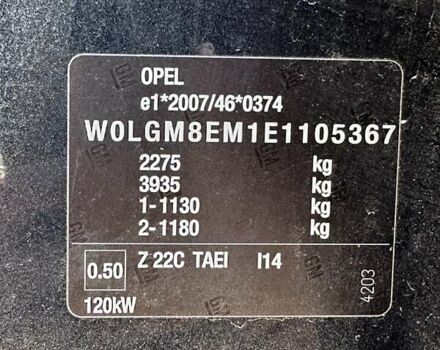 OPEL
e1*2007/46*0374
W0LGM8EM1E1105367
2275 kg
3935 kg
1-1130 kg
2-1180 kg
0.50 Z 22C TAEI I14
120kW
4203
GM